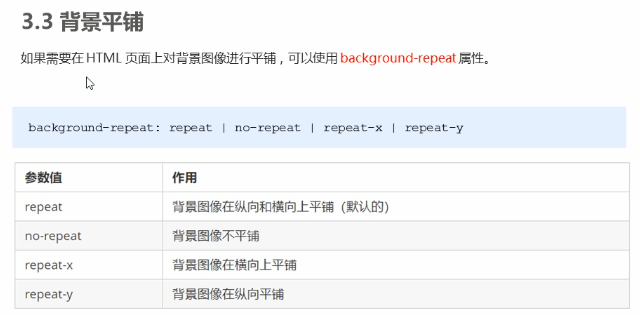 3.3 背景平铺
如果需要在 HTML 页面上对背景图像进行平铺，可以使用 background-repeat 属性。
background-repeat: repeat | no-repeat | repeat-x | repeat-y
参数值 作用
repeat 背景图像在纵向和横向上平铺（默认的）
no-repeat 背景图像不平铺
repeat-x 背景图像在横向上平铺
repeat-y 背景图像在纵向平铺